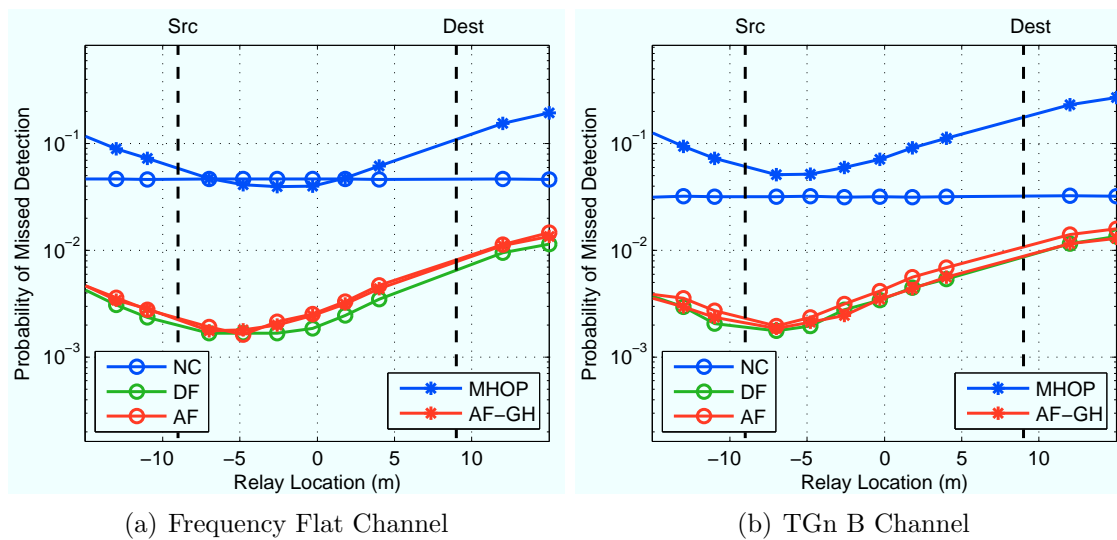 Src Dest
Probability of Missed Detection
10⁻¹
10⁻²
10⁻³
NC
DF
AF
MHOP
AF−GH
−10 −5 0 5 10
Relay Location (m)
(a) Frequency Flat Channel
Src Dest
Probability of Missed Detection
10⁻¹
10⁻²
10⁻³
NC
DF
AF
MHOP
AF−GH
−10 −5 0 5 10
Relay Location (m)
(b) TGn B Channel